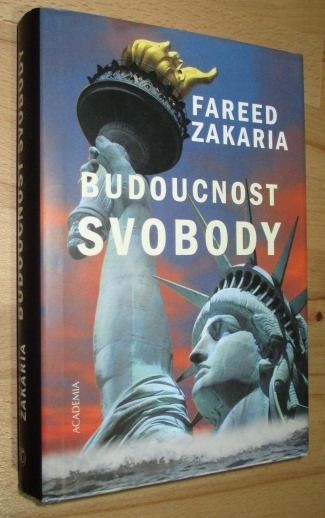 FAREED
ZAKARIA
BUDOUCNOST
SVOBODY
ACADEMIA
ZAKARIA BUDOUCNOST SVOBODY